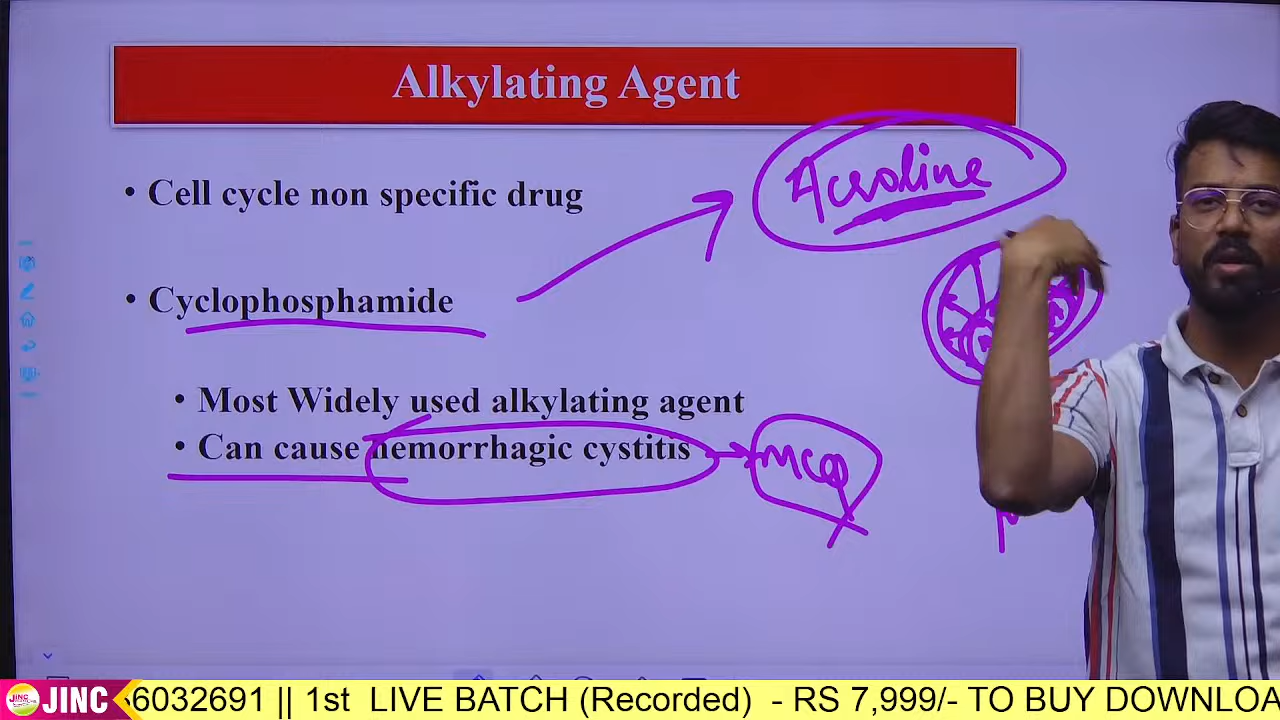 Alkylating Agent
Acroline
• Cell cycle non specific drug
• Cyclophosphamide
• Most Widely used alkylating agent
• Can cause hemorrhagic cystitis
MCQ
JINC 6032691 || 1st LIVE BATCH (Recorded) - RS 7,999/- TO BUY DOWNLOA